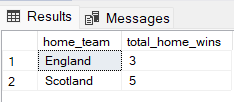 Results Messages
home_team total_home_wins
1 England 3
2 Scotland 5